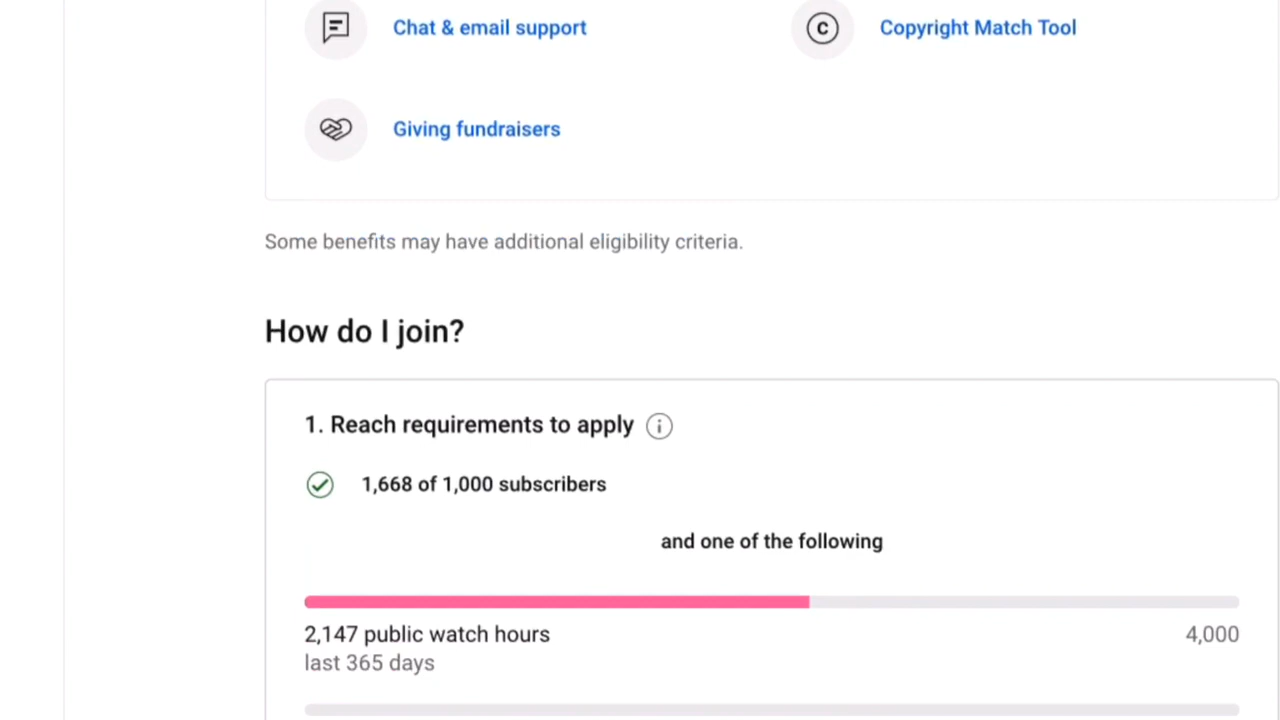 Chat & email support
Copyright Match Tool
Giving fundraisers
Some benefits may have additional eligibility criteria.
How do I join?
1. Reach requirements to apply
1,668 of 1,000 subscribers
and one of the following
2,147 public watch hours
4,000
last 365 days